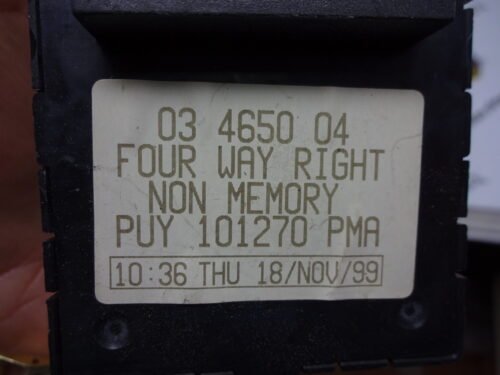 03 4650 04
FOUR WAY RIGHT
NON MEMORY
PUY 101270 PMA
10:36 THU 18/NOV/99